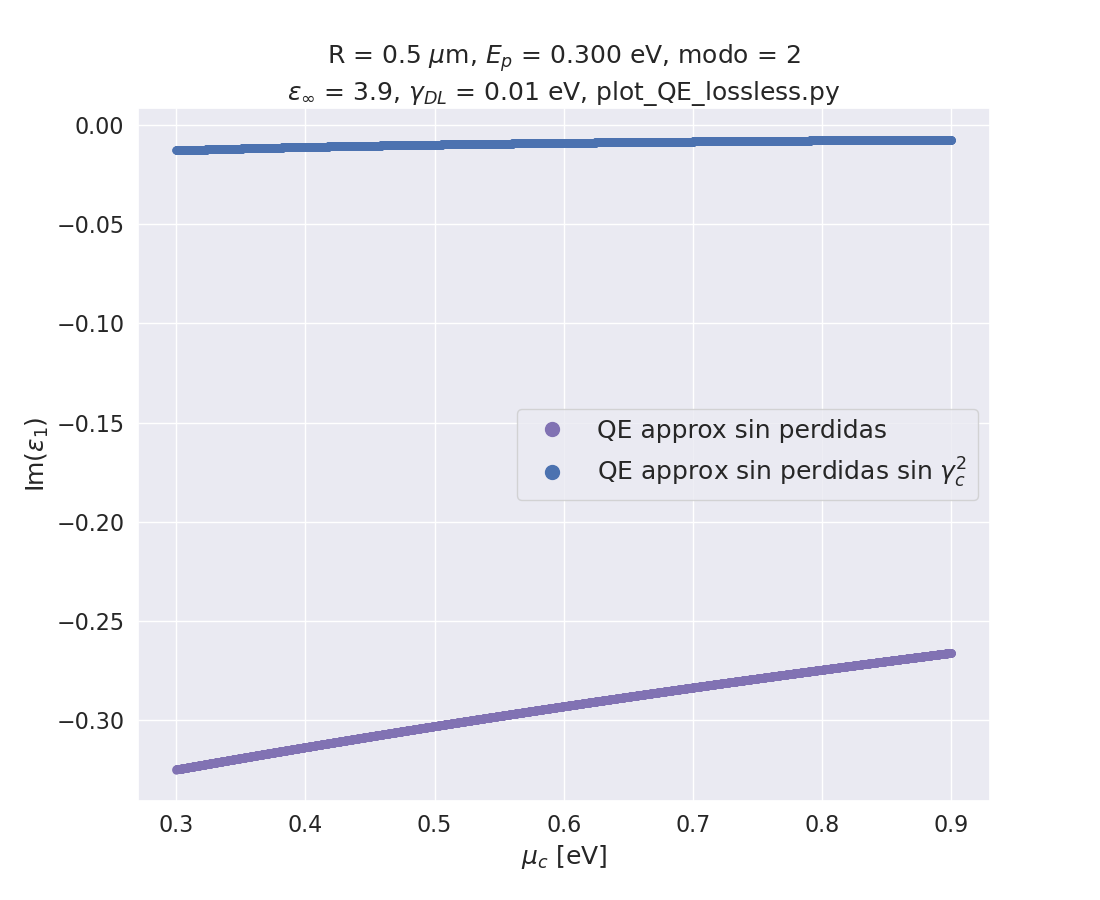 R = 0.5 μm, E_p = 0.300 eV, modo = 2
ε_∞ = 3.9, γ_DL = 0.01 eV, plot_QE_lossless.py
0.00
−0.05
−0.10
−0.15
−0.20
−0.25
−0.30
Im(ε₁)
QE approx sin perdidas
QE approx sin perdidas sin γ_c^2
0.3 0.4 0.5 0.6 0.7 0.8 0.9
μ_c [eV]